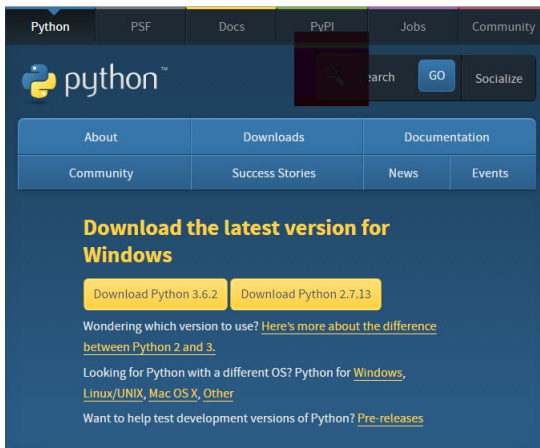 Python PSF Docs PyPI Jobs Community
python™
GO Socialize
About Downloads Documentation
Community Success Stories News Events
Download the latest version for
Windows
Download Python 3.6.2 Download Python 2.7.13
Wondering which version to use? Here's more about the difference
between Python 2 and 3.
Looking for Python with a different OS? Python for Windows,
Linux/UNIX, Mac OS X, Other
Want to help test development versions of Python? Pre-releases